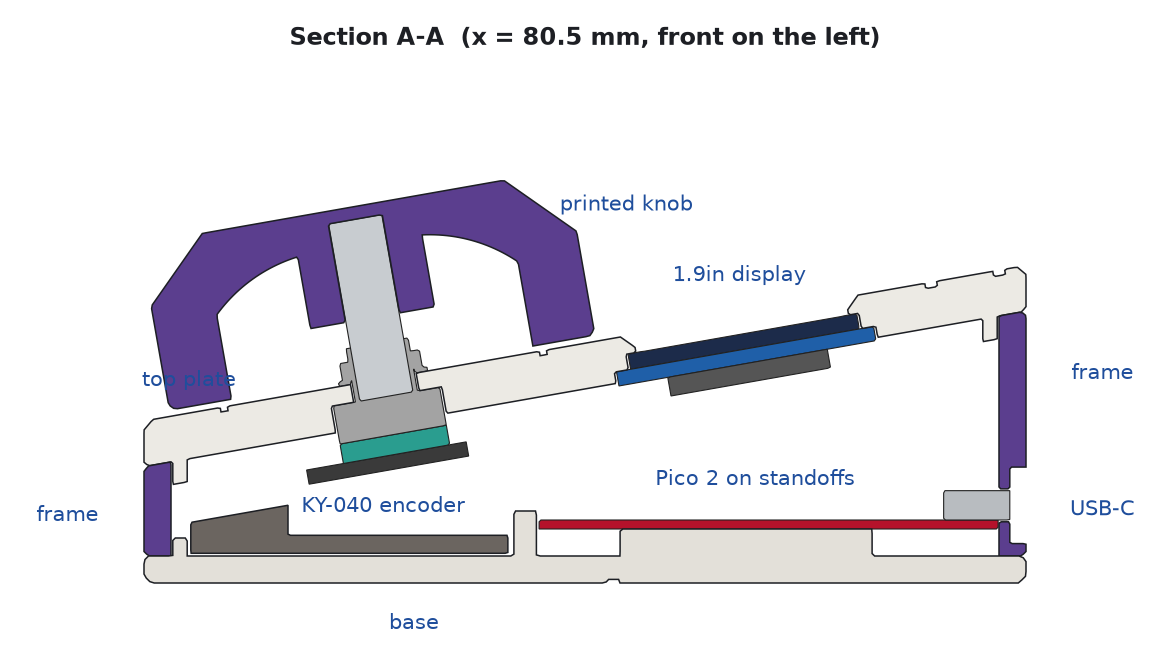 Section A-A  (x = 80.5 mm, front on the left)
printed knob
1.9in display
top plate
frame
Pico 2 on standoffs
KY-040 encoder
frame
USB-C
base